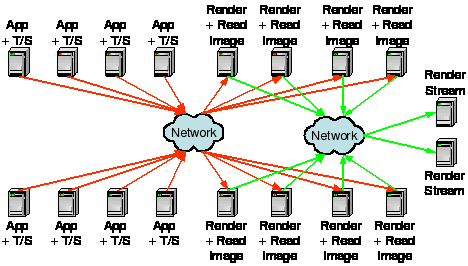 App
+ T/S
App
+ T/S
App
+ T/S
App
+ T/S
Render
+ Read
Image
Render
+ Read
Image
Render
+ Read
Image
Render
+ Read
Image
Render
Stream
Network
Network
Render
Stream
App
+ T/S
App
+ T/S
App
+ T/S
App
+ T/S
Render
+ Read
Image
Render
+ Read
Image
Render
+ Read
Image
Render
+ Read
Image